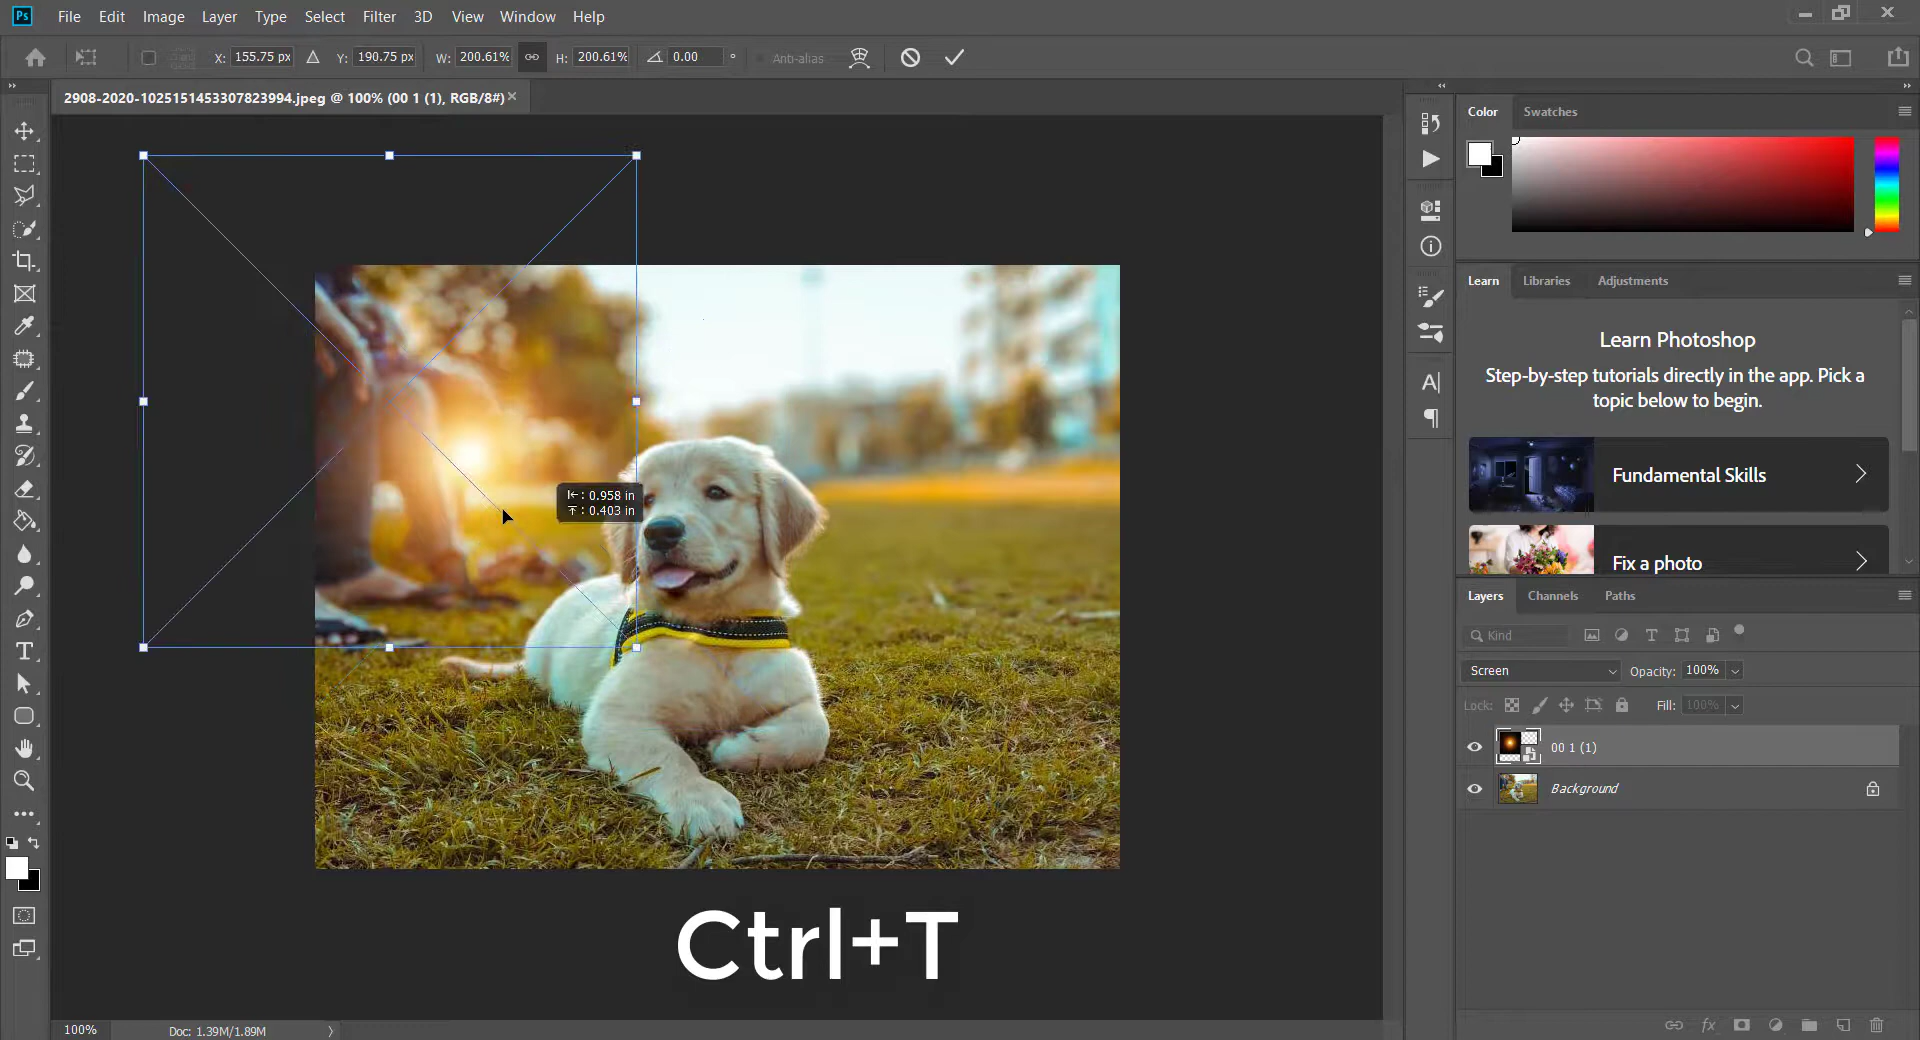 Ps File Edit Image Layer Type Select Filter 3D View Window Help
X: 155.75 px Y: 190.75 px W: 200.61% H: 200.61% 0.00 ° Anti-alias
2908-2020-1025151453307823994.jpeg @ 100% (00 1 (1), RGB/8#) ×
Color Swatches
Learn Libraries Adjustments
Learn Photoshop
Step-by-step tutorials directly in the app. Pick a
topic below to begin.
Fundamental Skills
Fix a photo
: 0.958 in
: 0.403 in
Layers Channels Paths
Kind
Screen Opacity: 100%
Lock: Fill: 100%
00 1 (1)
Background
Ctrl+T
100% Doc: 1.39M/1.89M